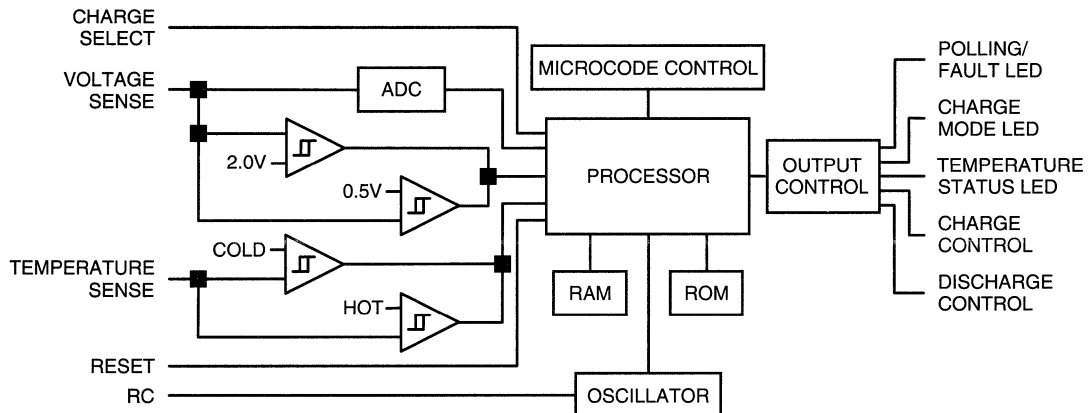 CHARGE
SELECT
VOLTAGE
SENSE
ADC
2.0V
0.5V
COLD
TEMPERATURE
SENSE
HOT
RESET
RC
MICROCODE CONTROL
PROCESSOR
RAM
ROM
OSCILLATOR
OUTPUT
CONTROL
POLLING/
FAULT LED
CHARGE
MODE LED
TEMPERATURE
STATUS LED
CHARGE
CONTROL
DISCHARGE
CONTROL